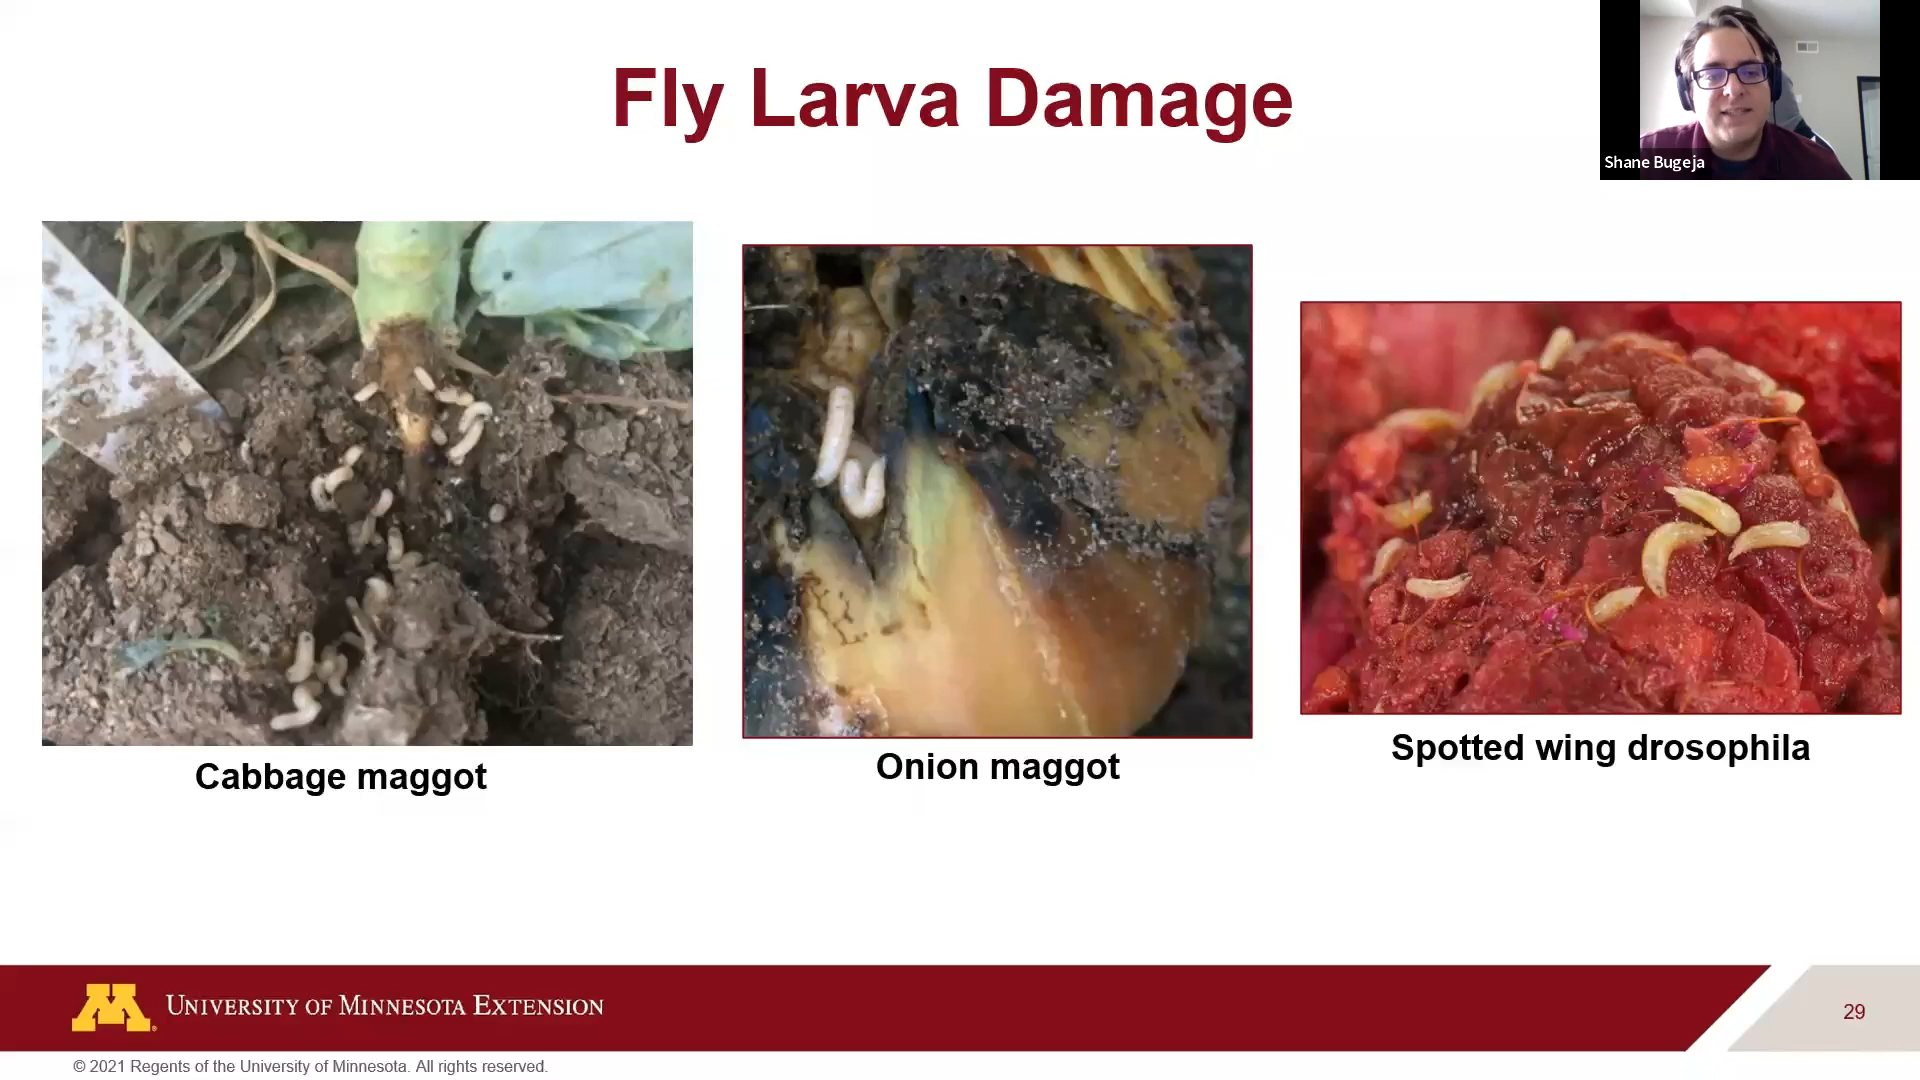 Fly Larva Damage
Shane Bugeja
Cabbage maggot
Onion maggot
Spotted wing drosophila
M
UNIVERSITY OF MINNESOTA EXTENSION
29
© 2021 Regents of the University of Minnesota. All rights reserved.